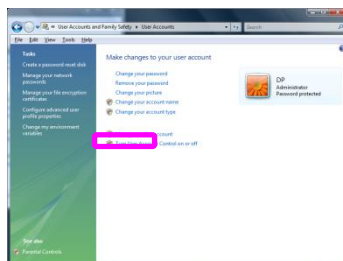 « User Accounts and Family Safety ▸ User Accounts
Search
File Edit View Tools Help
Tasks
Create a password reset disk
Manage your network
passwords
Manage your file encryption
certificates
Configure advanced user
profile properties
Change my environment
variables
See also
Parental Controls
Make changes to your user account
Change your password
Remove your password
Change your picture
Change your account name
Change your account type
account
Turn User Account Control on or off
DP
Administrator
Password protected